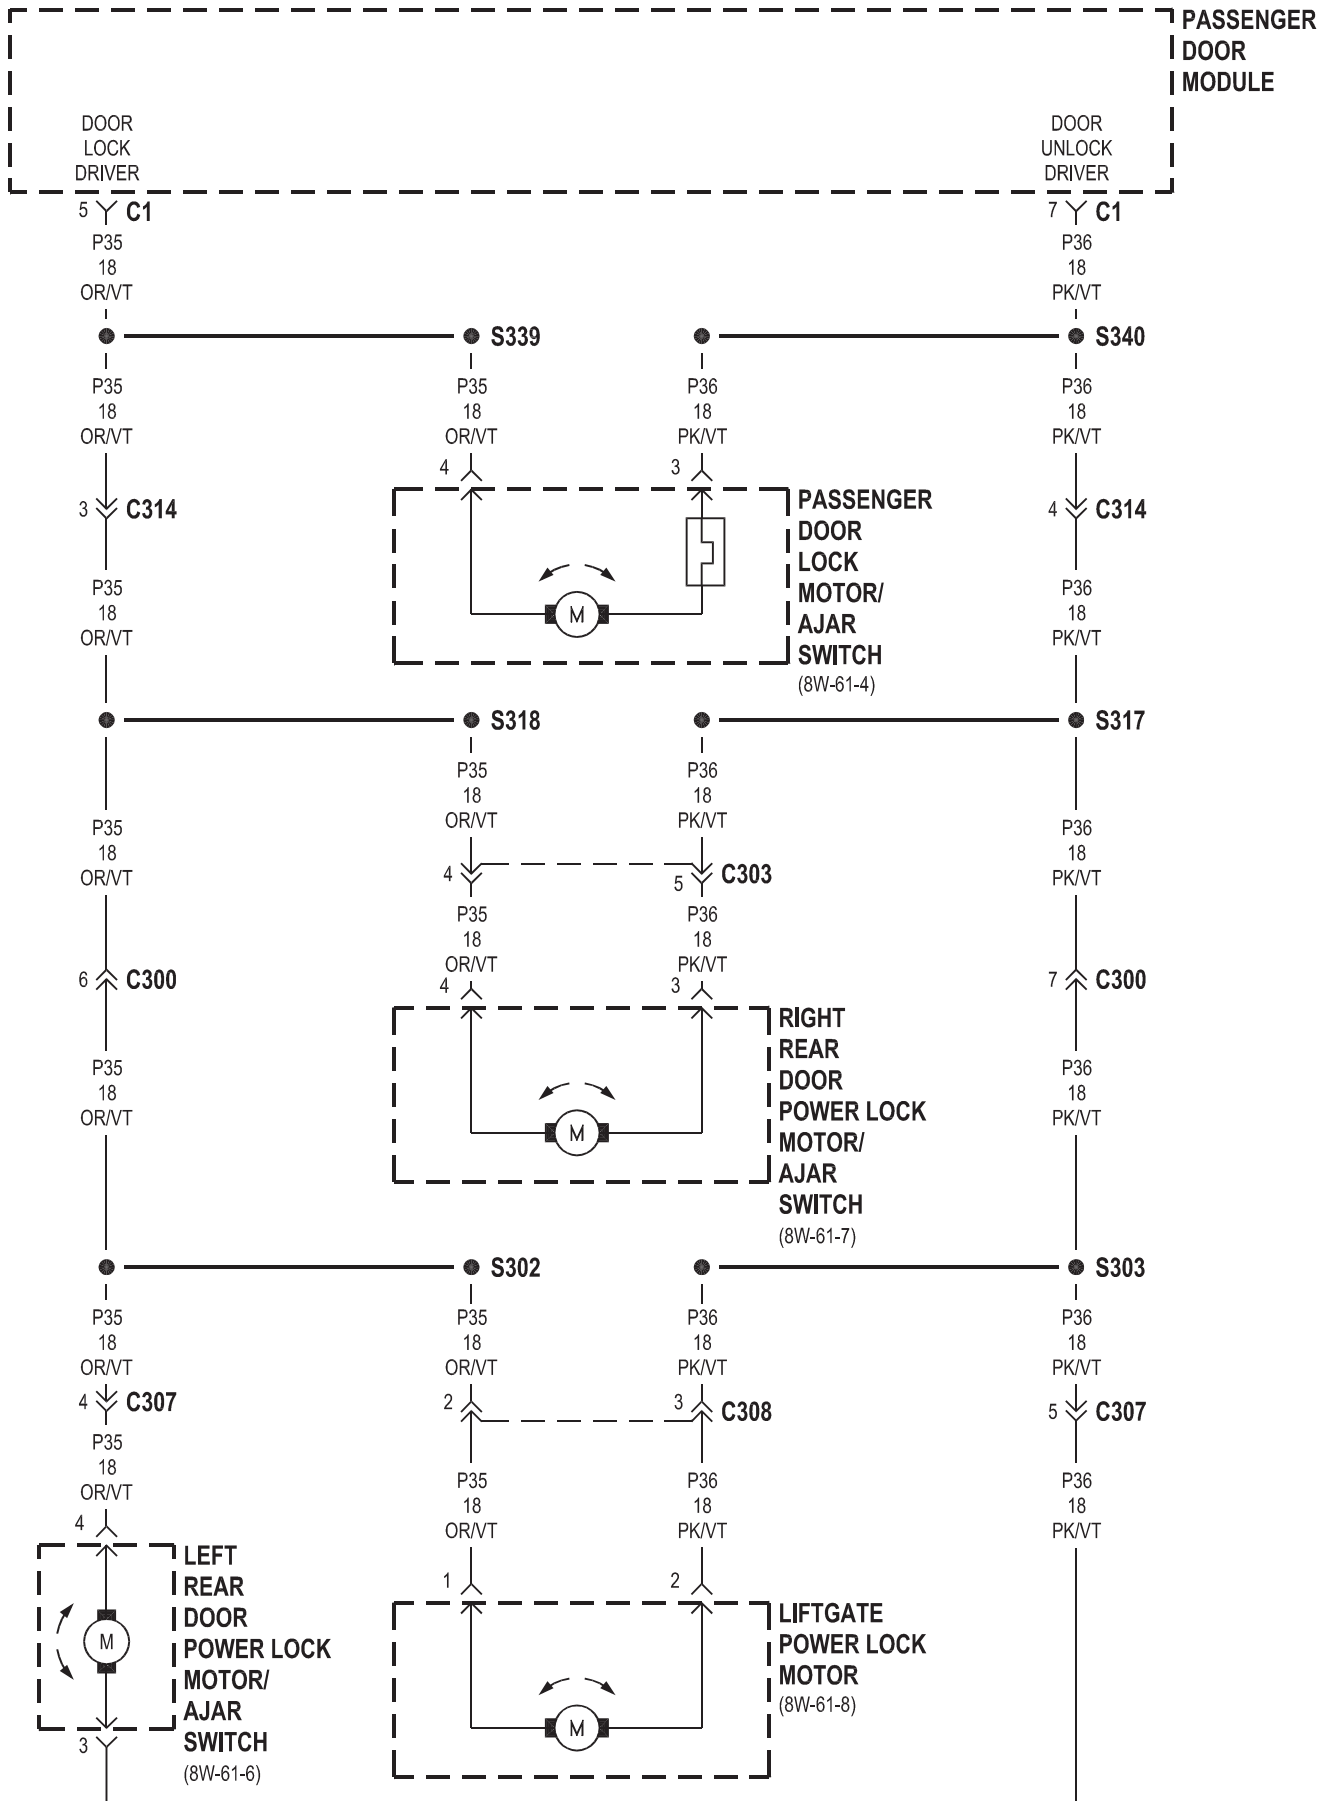 PASSENGER
DOOR
MODULE
DOOR
LOCK
DRIVER
DOOR
UNLOCK
DRIVER
5 C1
7 C1
P35
18
OR/VT
P36
18
PK/VT
S339
S340
P35
18
OR/VT
P35
18
OR/VT
P36
18
PK/VT
P36
18
PK/VT
4
3
3 C314
4 C314
PASSENGER
DOOR
LOCK
MOTOR/
AJAR
SWITCH
(8W-61-4)
M
P35
18
OR/VT
P36
18
PK/VT
S318
S317
P35
18
OR/VT
P36
18
PK/VT
P35
18
OR/VT
P36
18
PK/VT
4
5 C303
P35
18
OR/VT
P36
18
PK/VT
6 C300
4
3
7 C300
RIGHT
REAR
DOOR
POWER LOCK
MOTOR/
AJAR
SWITCH
(8W-61-7)
M
P35
18
OR/VT
P36
18
PK/VT
S302
S303
P35
18
OR/VT
P35
18
OR/VT
P36
18
PK/VT
P36
18
PK/VT
4 C307
2
3 C308
5 C307
P35
18
OR/VT
P35
18
OR/VT
P36
18
PK/VT
P36
18
PK/VT
4
LEFT
REAR
DOOR
POWER LOCK
MOTOR/
AJAR
SWITCH
(8W-61-6)
M
3
1
2
LIFTGATE
POWER LOCK
MOTOR
(8W-61-8)
M